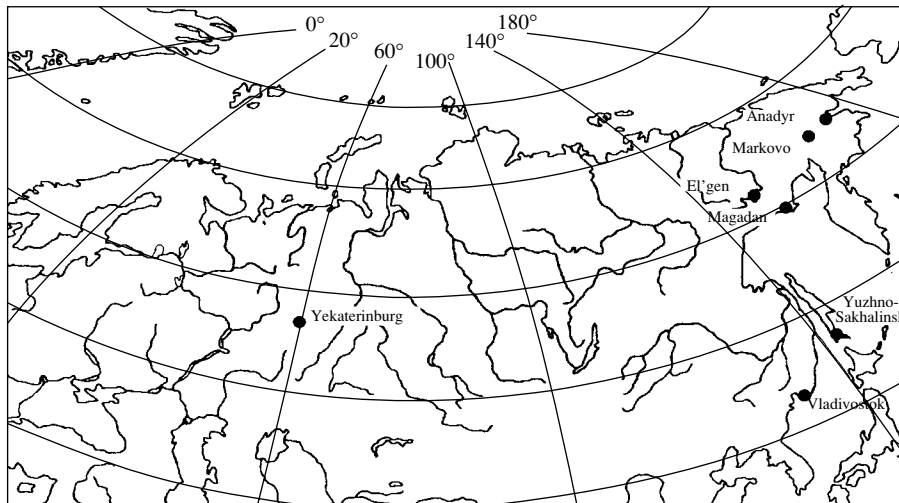 0°
180°
20°
140°
60°
100°
Anadyr
Markovo
El’gen
Magadan
Yuzhno-
Sakhalinsk
Yekaterinburg
Vladivostok